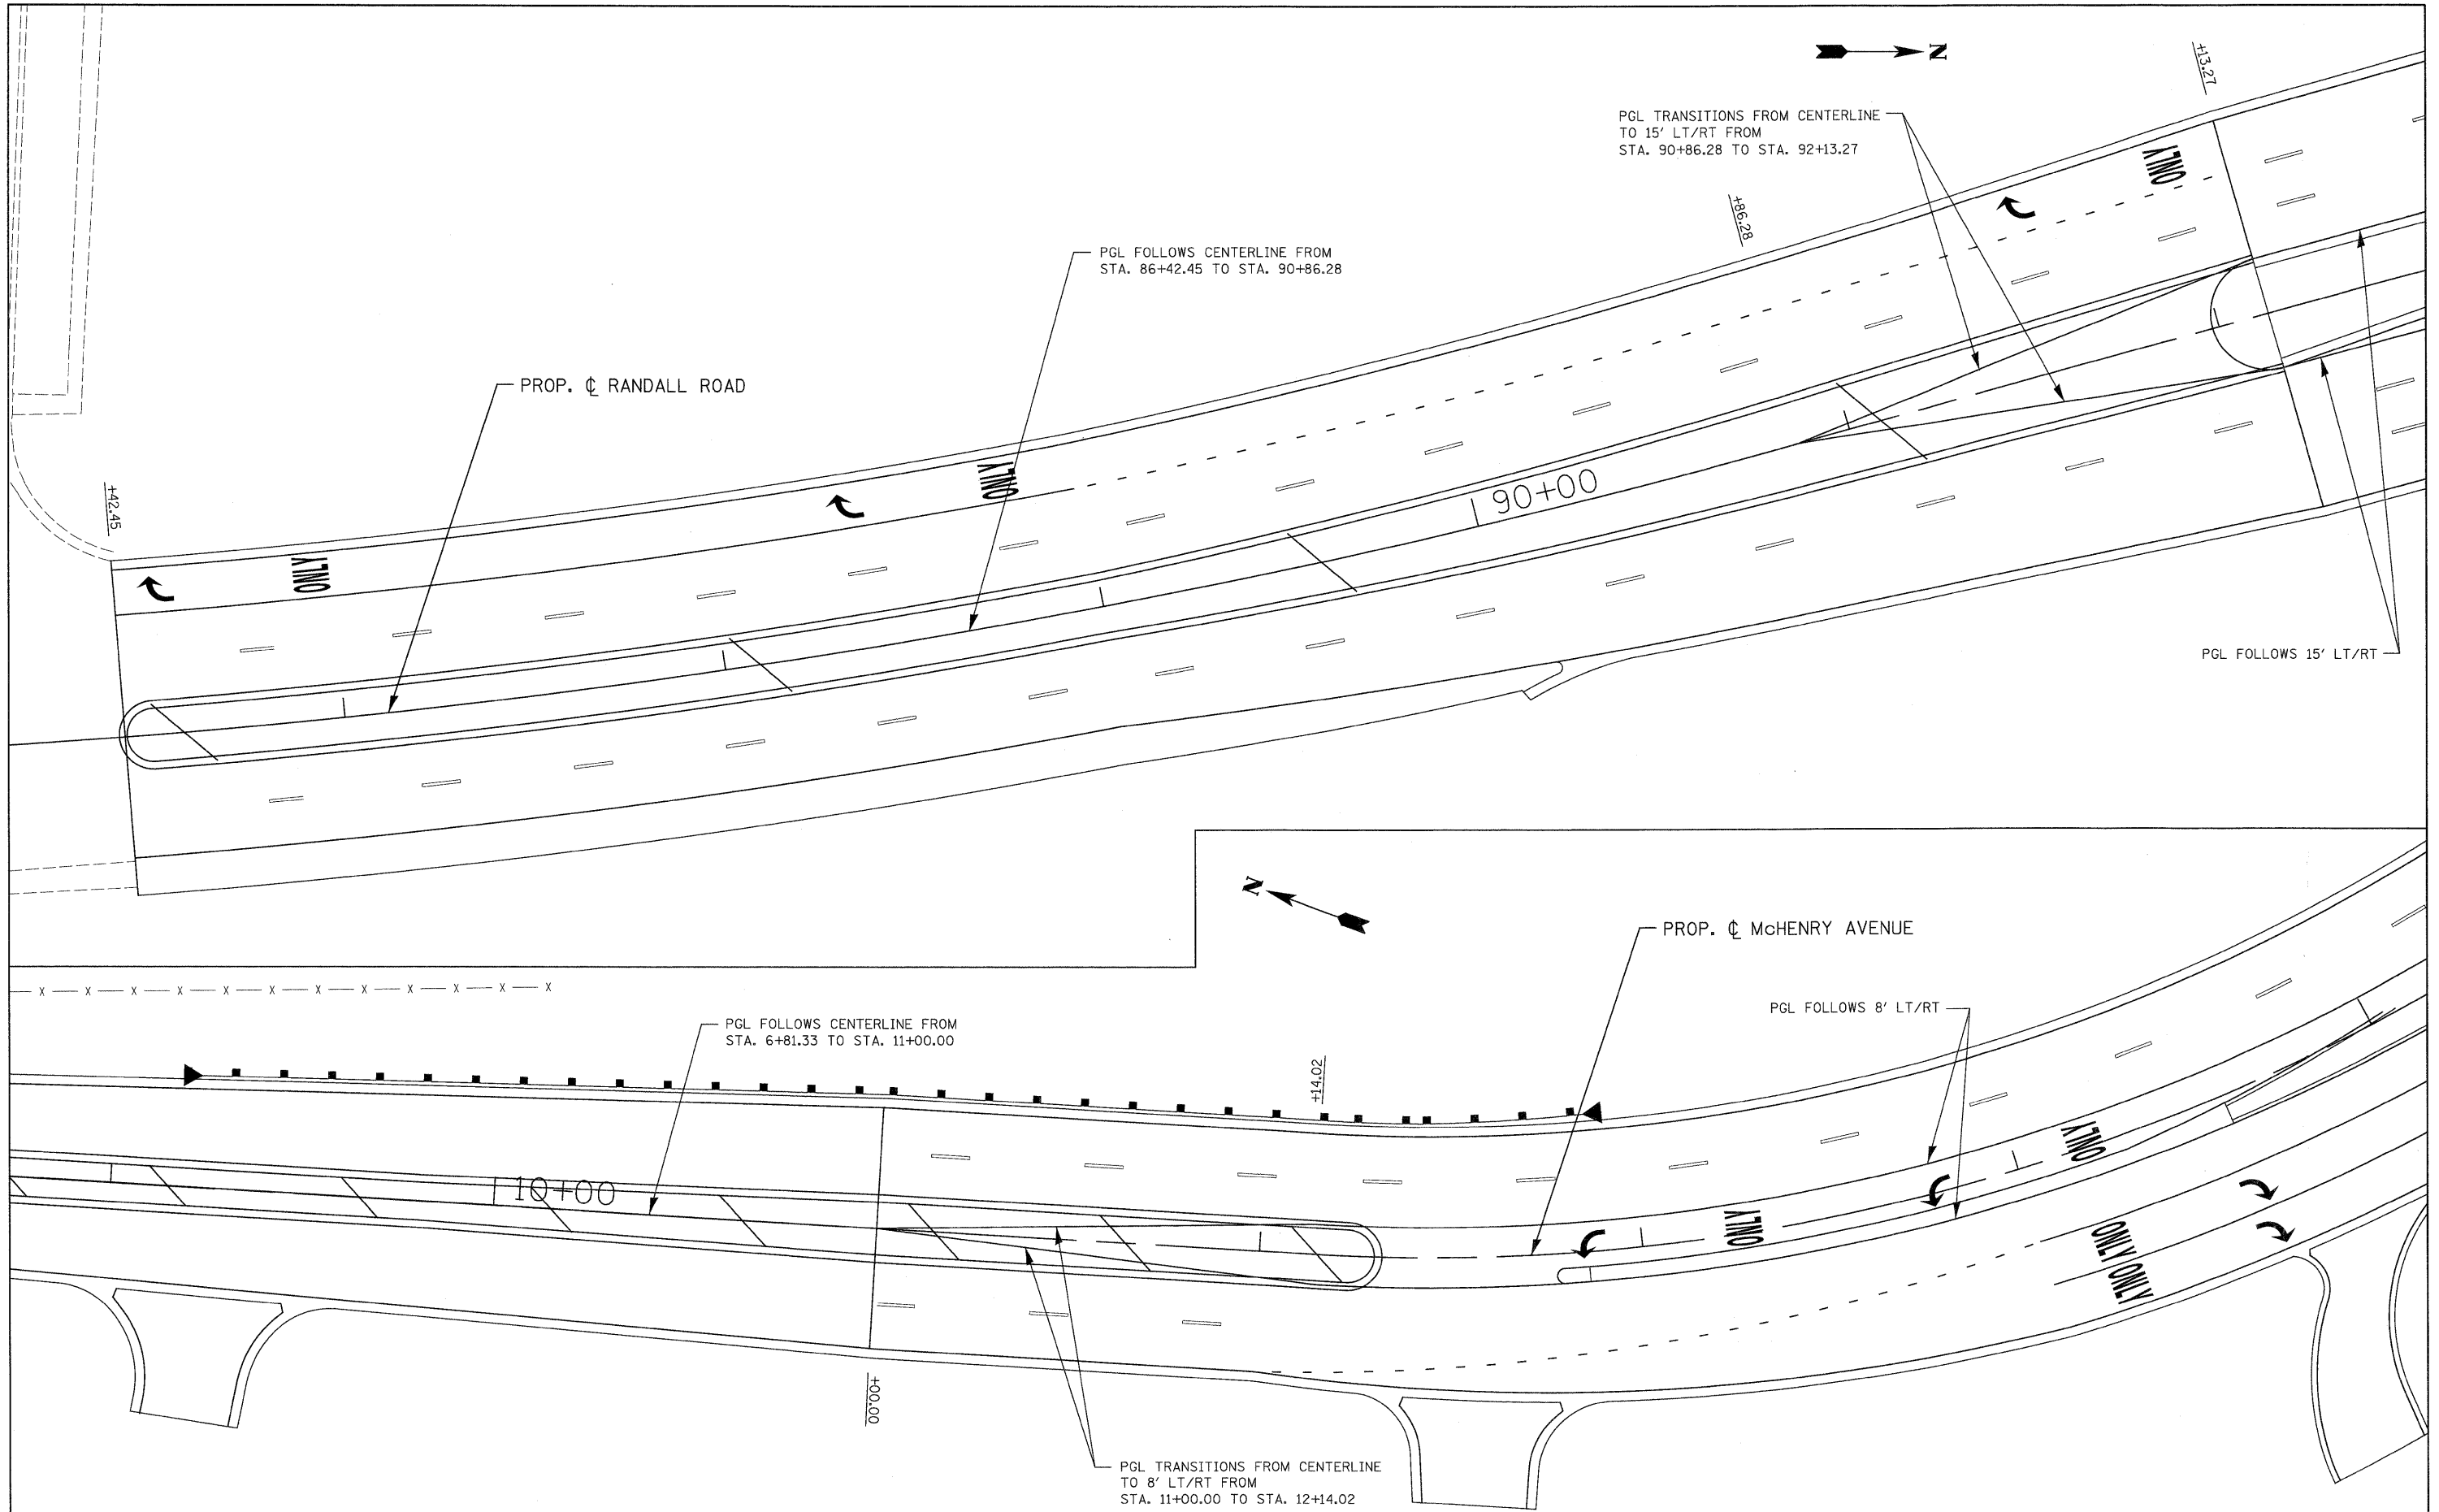 N
+13.27
PGL TRANSITIONS FROM CENTERLINE
TO 15' LT/RT FROM
STA. 90+86.28 TO STA. 92+13.27
ONLY
+86.28
PGL FOLLOWS CENTERLINE FROM
STA. 86+42.45 TO STA. 90+86.28
PROP. ℄ RANDALL ROAD
ONLY
90+00
+42.45
ONLY
PGL FOLLOWS 15' LT/RT
N
PROP. ℄ McHENRY AVENUE
X X X X X X X X X X X X
PGL FOLLOWS 8' LT/RT
PGL FOLLOWS CENTERLINE FROM
STA. 6+81.33 TO STA. 11+00.00
+14.02
ONLY
10+00
ONLY
ONLY ONLY
+00.00
PGL TRANSITIONS FROM CENTERLINE
TO 8' LT/RT FROM
STA. 11+00.00 TO STA. 12+14.02